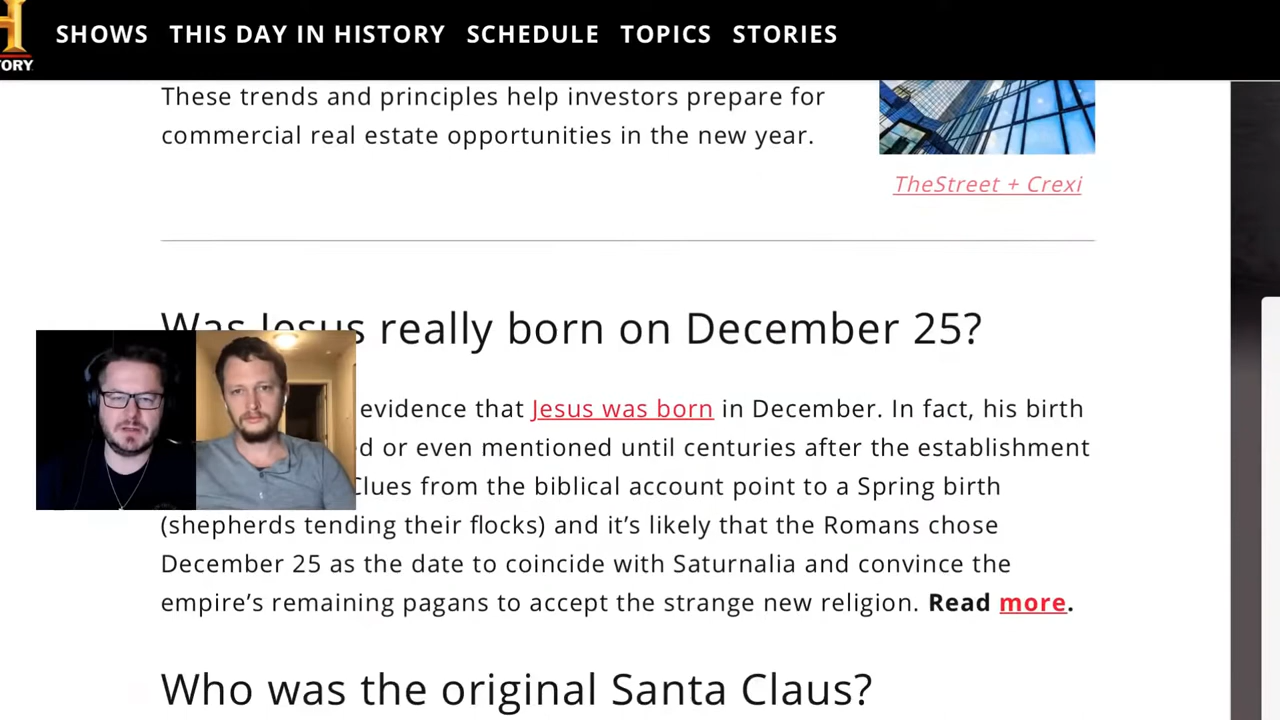 SHOWS THIS DAY IN HISTORY SCHEDULE TOPICS STORIES
TORY
These trends and principles help investors prepare for
commercial real estate opportunities in the new year.
TheStreet + Crexi
Was Jesus really born on December 25?
evidence that Jesus was born in December. In fact, his birth
d or even mentioned until centuries after the establishment
Clues from the biblical account point to a Spring birth
(shepherds tending their flocks) and it’s likely that the Romans chose
December 25 as the date to coincide with Saturnalia and convince the
empire’s remaining pagans to accept the strange new religion. Read more.
Who was the original Santa Claus?